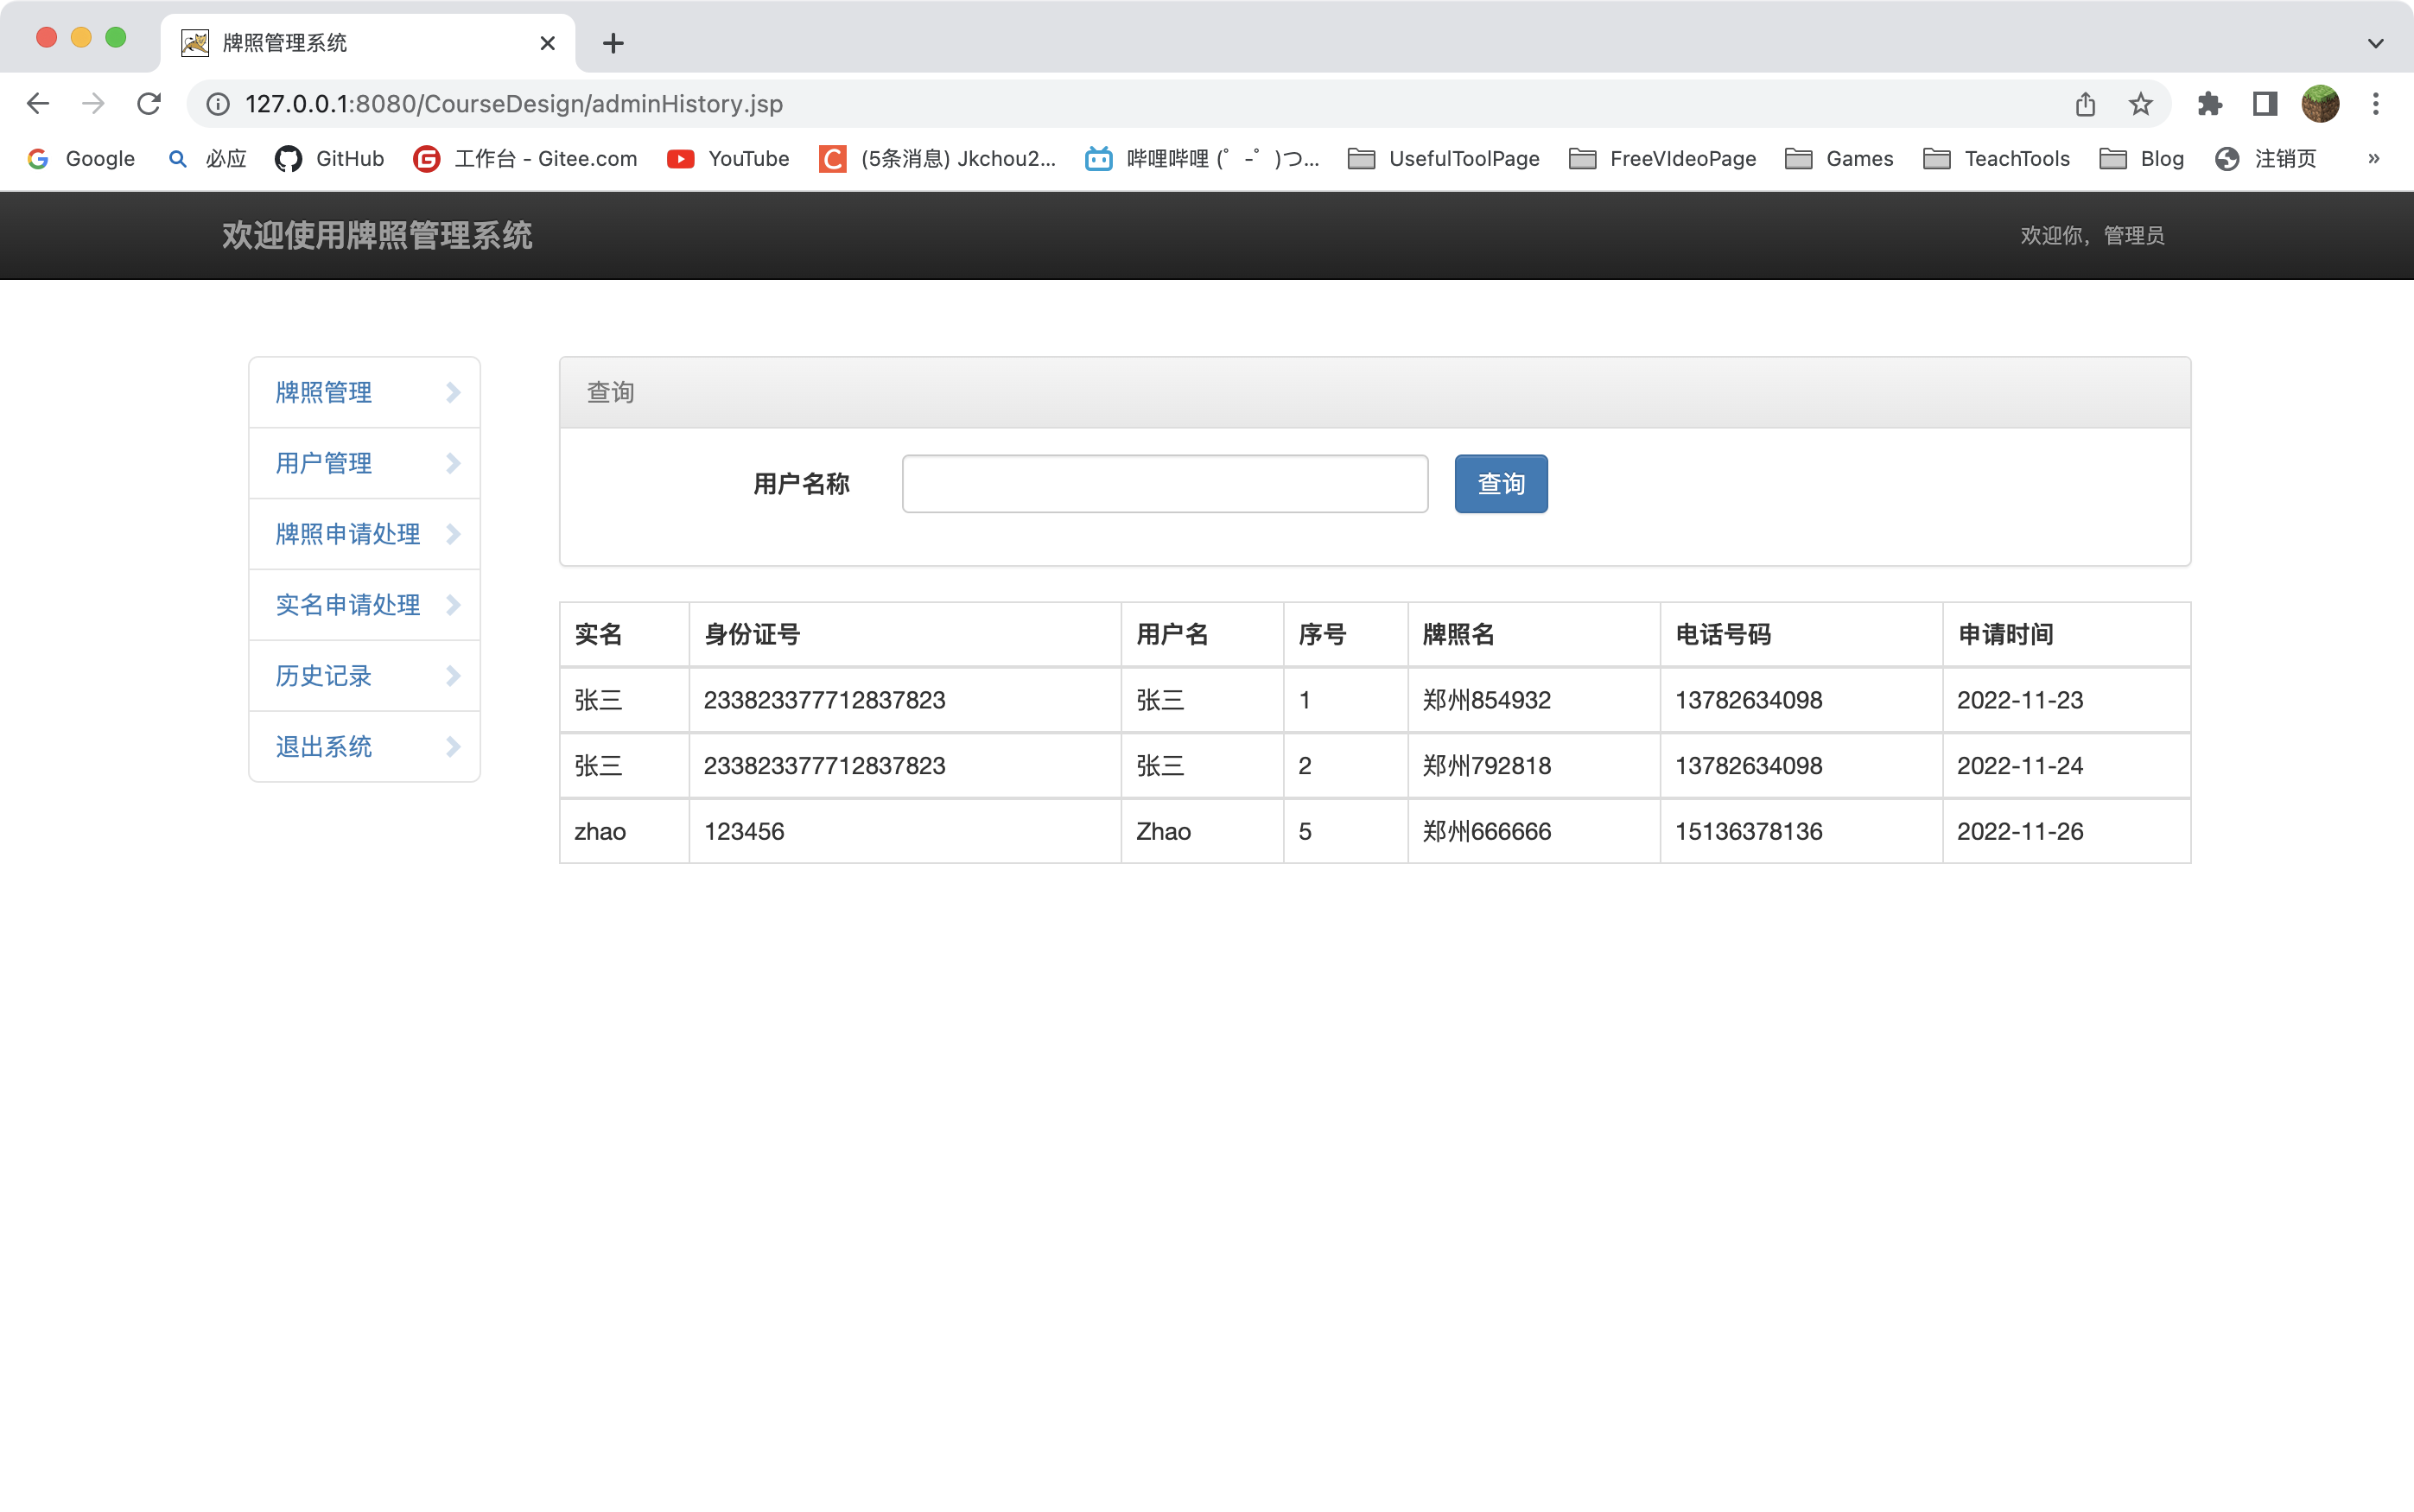 牌照管理系统
127.0.0.1:8080/CourseDesign/adminHistory.jsp
Google 必应 GitHub 工作台 - Gitee.com YouTube (5条消息) Jkchou2... 哔哩哔哩 (゜-゜)つ... UsefulToolPage FreeVIdeoPage Games TeachTools Blog 注销页 »
欢迎使用牌照管理系统 欢迎你，管理员
牌照管理
用户管理
牌照申请处理
实名申请处理
历史记录
退出系统
查询
用户名称 查询
实名 身份证号 用户名 序号 牌照名 电话号码 申请时间
张三 233823377712837823 张三 1 郑州854932 13782634098 2022-11-23
张三 233823377712837823 张三 2 郑州792818 13782634098 2022-11-24
zhao 123456 Zhao 5 郑州666666 15136378136 2022-11-26